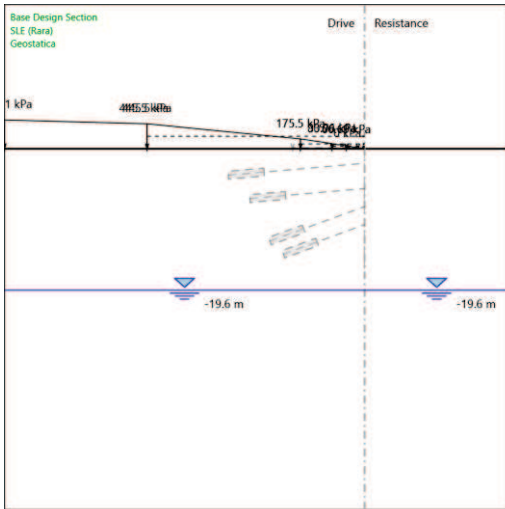 Base Design Section
SLE (Rara)
Geostatica
Drive
Resistance
1 kPa
175.5 kPa
-19.6 m
-19.6 m